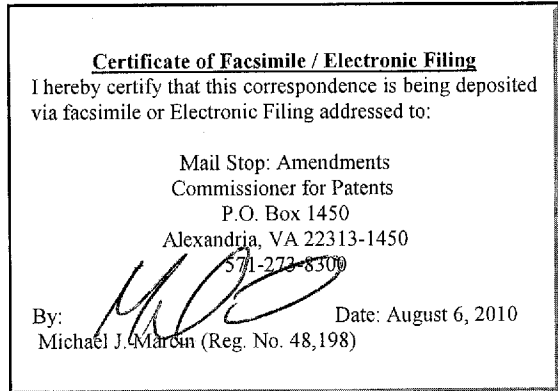 Certificate of Facsimile / Electronic Filing
I hereby certify that this correspondence is being deposited
via facsimile or Electronic Filing addressed to:
Mail Stop: Amendments
Commissioner for Patents
P.O. Box 1450
Alexandria, VA 22313-1450
571-273-8300
By: Date: August 6, 2010
Michael J. Marcin (Reg. No. 48,198)